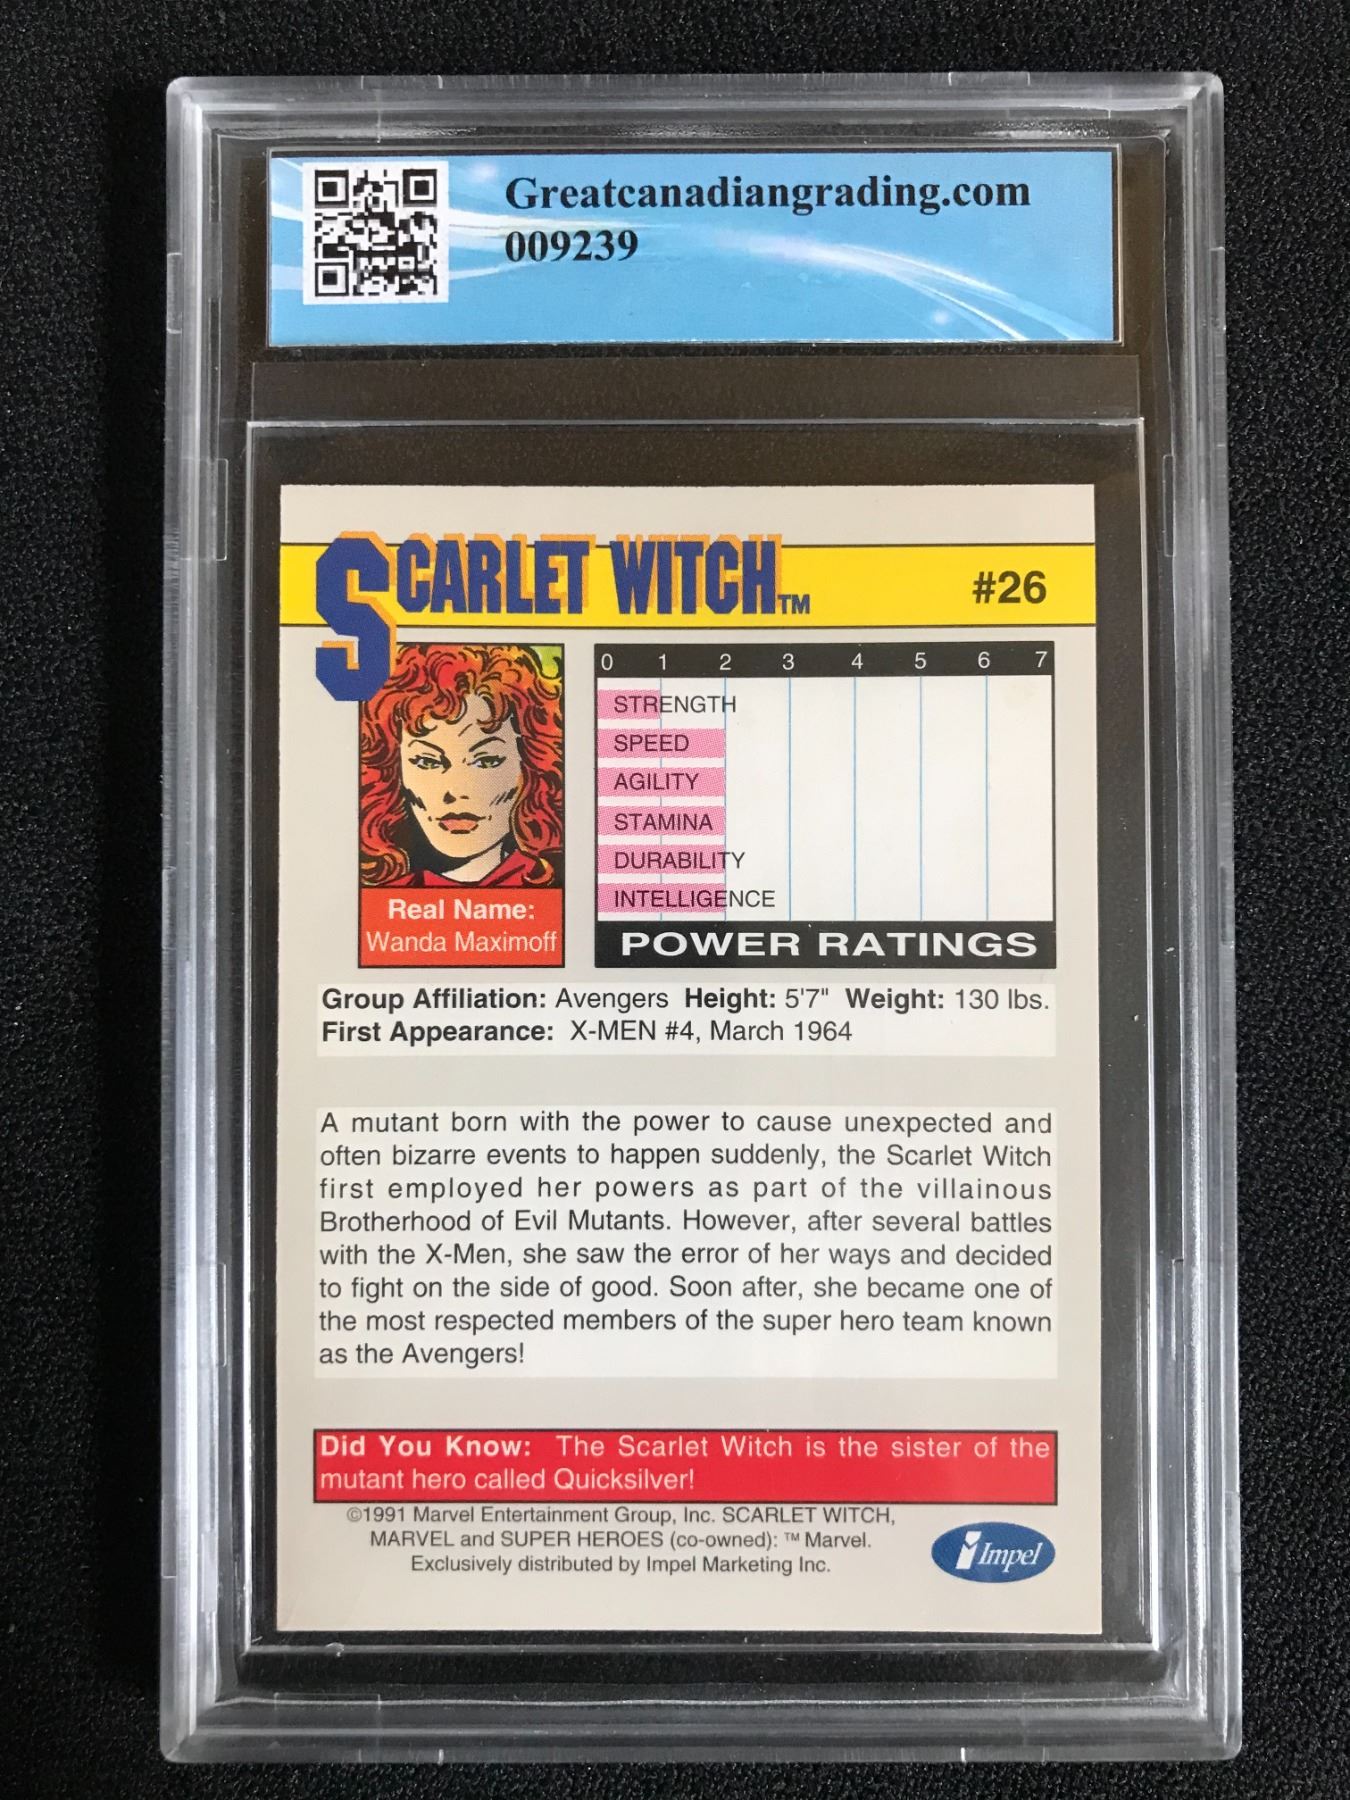 Greatcanadiangrading.com
009239
SCARLET WITCH™ #26
0 1 2 3 4 5 6 7
STRENGTH
SPEED
AGILITY
STAMINA
DURABILITY
INTELLIGENCE
POWER RATINGS
Real Name:
Wanda Maximoff
Group Affiliation: Avengers Height: 5'7" Weight: 130 lbs.
First Appearance: X-MEN #4, March 1964
A mutant born with the power to cause unexpected and
often bizarre events to happen suddenly, the Scarlet Witch
first employed her powers as part of the villainous
Brotherhood of Evil Mutants. However, after several battles
with the X-Men, she saw the error of her ways and decided
to fight on the side of good. Soon after, she became one of
the most respected members of the super hero team known
as the Avengers!
Did You Know: The Scarlet Witch is the sister of the
mutant hero called Quicksilver!
©1991 Marvel Entertainment Group, Inc. SCARLET WITCH,
MARVEL and SUPER HEROES (co-owned): ™ Marvel.
Exclusively distributed by Impel Marketing Inc.
Impel